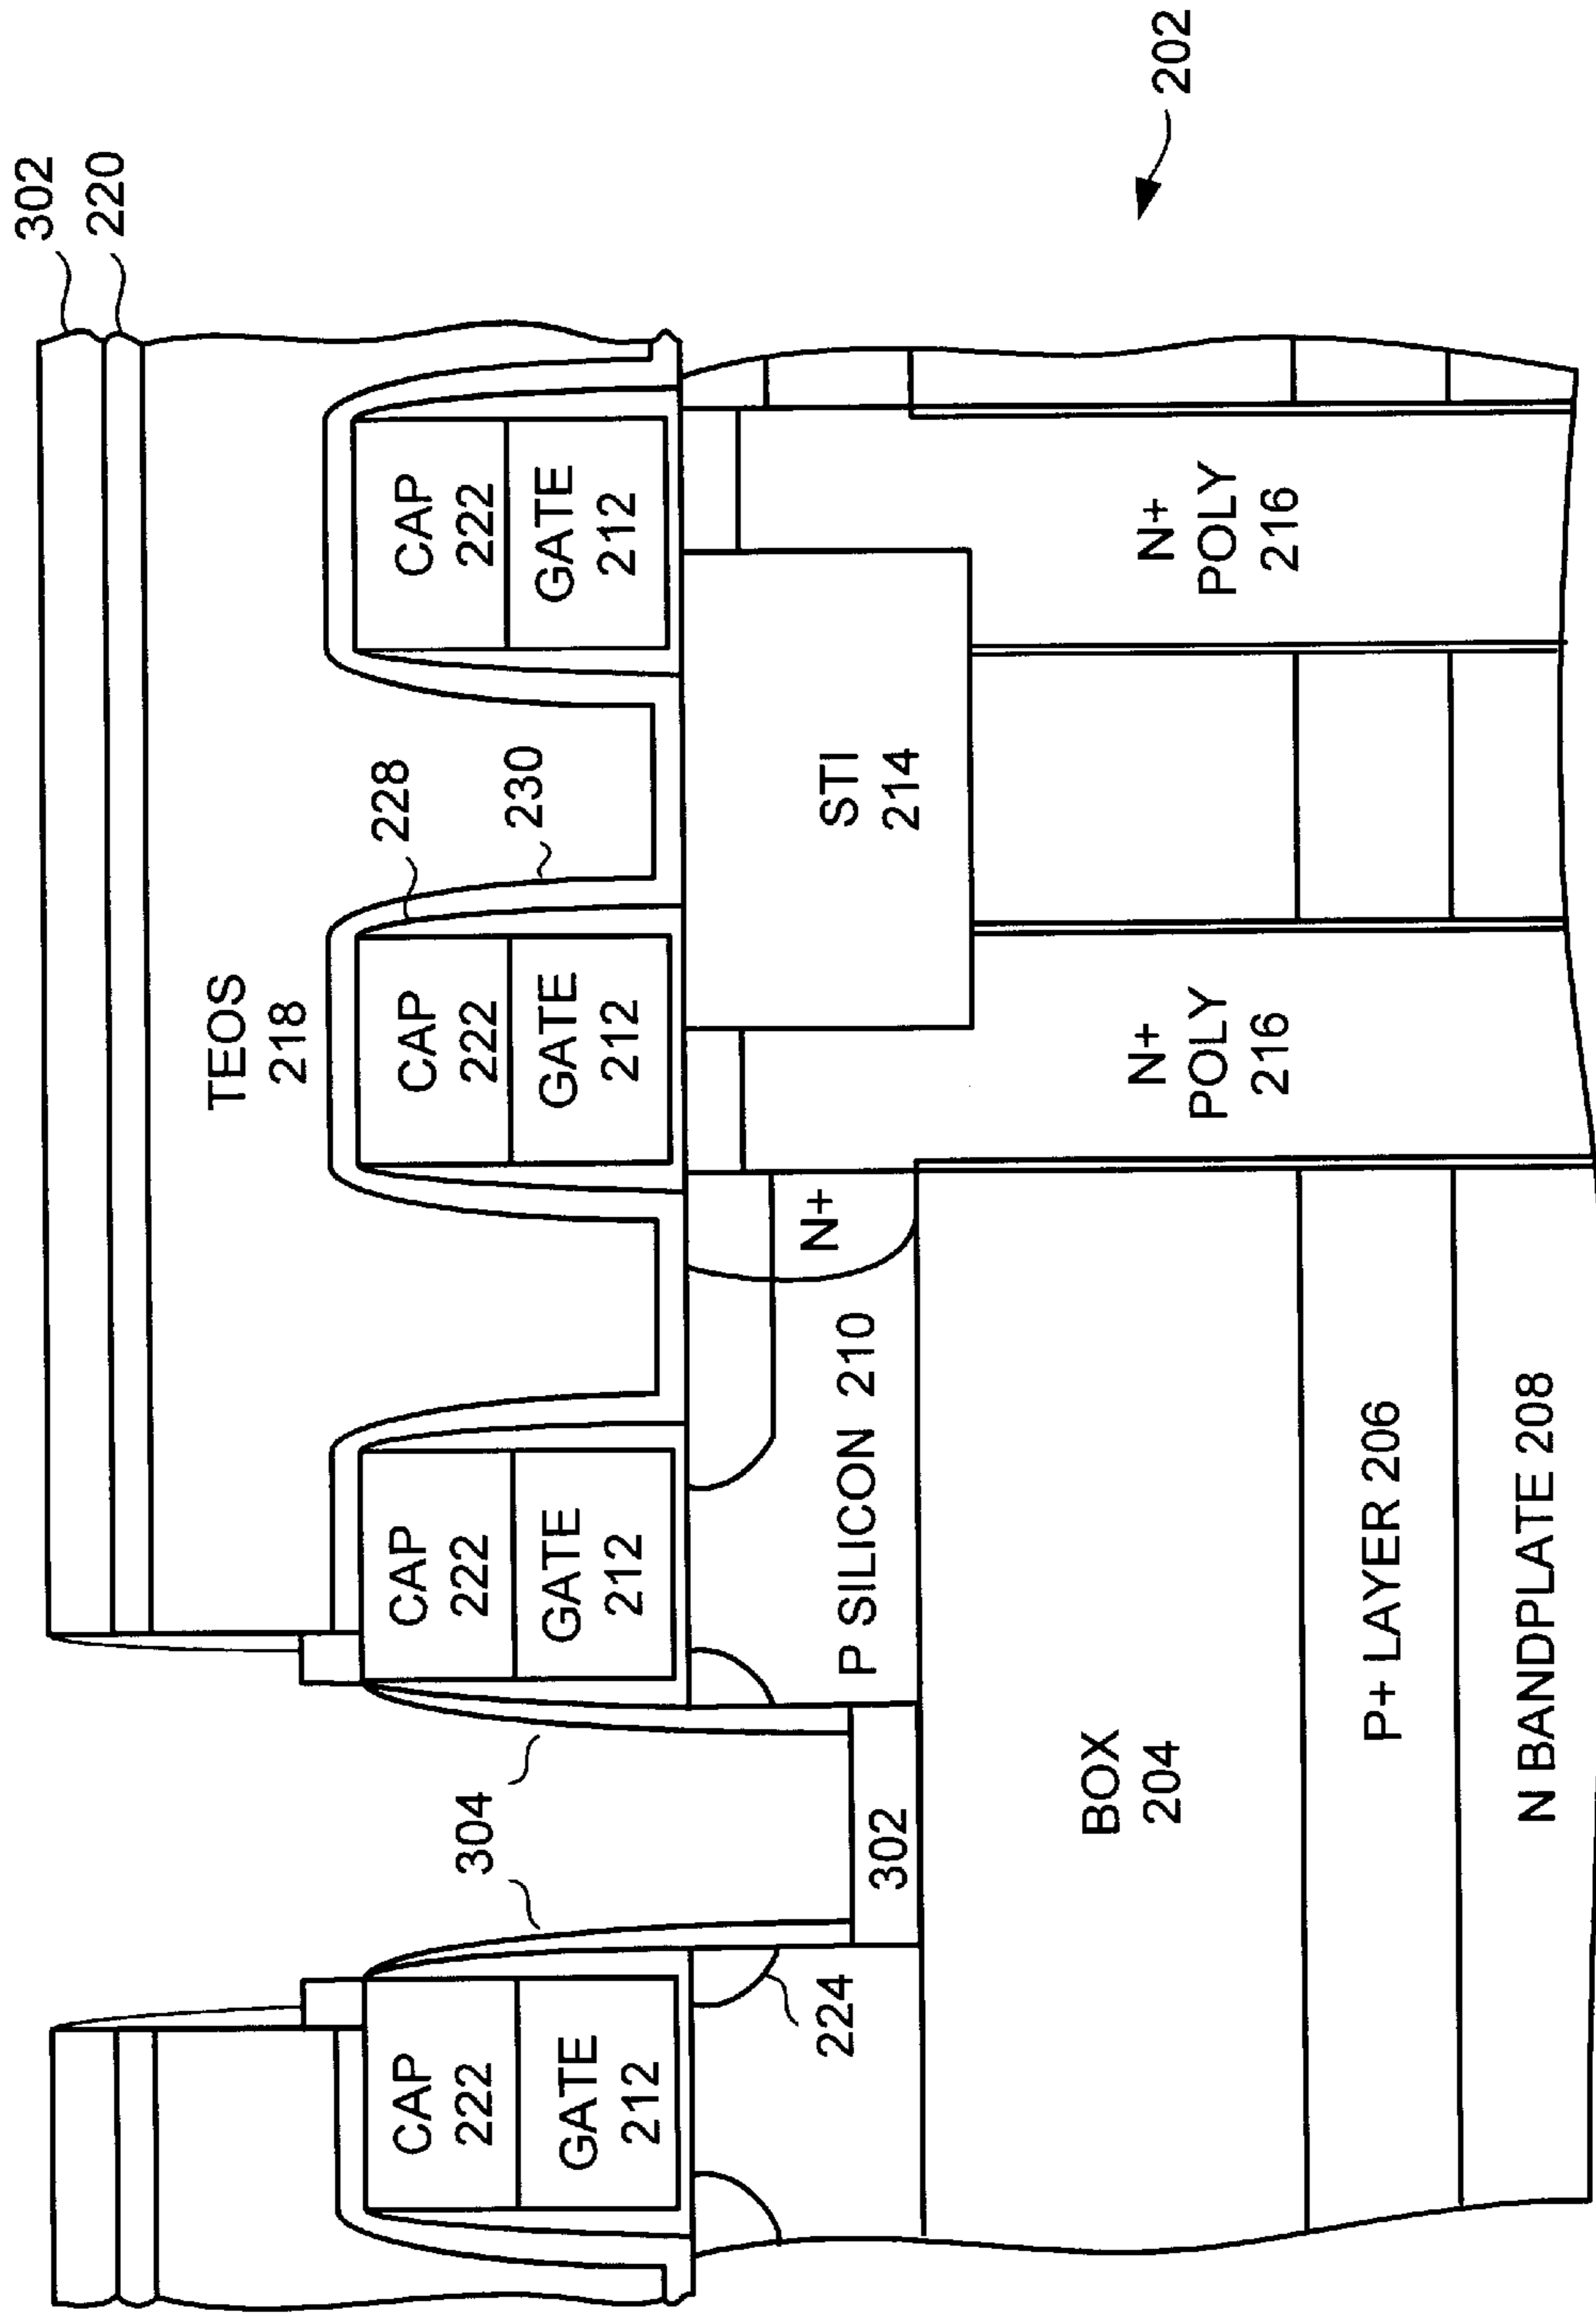 302
220
TEOS
218
228
230
CAP
222
GATE
212
CAP
222
GATE
212
CAP
222
GATE
212
CAP
222
GATE
212
304
224
302
P SILICON 210
N+
STI
214
BOX
204
N+
POLY
216
N+
POLY
216
P+ LAYER 206
N BANDPLATE 208
202